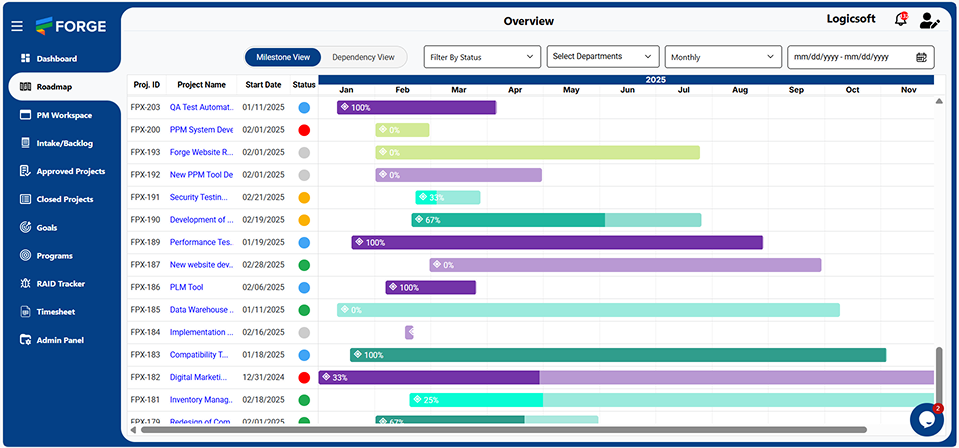 FORGE
Overview
Logicsoft
Dashboard
Roadmap
PM Workspace
Intake/Backlog
Approved Projects
Closed Projects
Goals
Programs
RAID Tracker
Timesheet
Admin Panel
Milestone View Dependency View Filter By Status Select Departments Monthly mm/dd/yyyy - mm/dd/yyyy
Proj. ID Project Name Start Date Status 2025
Jan Feb Mar Apr May Jun Jul Aug Sep Oct Nov
FPX-203 QA Test Automat.. 01/11/2025 100%
FPX-200 PPM System Deve 02/01/2025 0%
FPX-193 Forge Website R... 02/01/2025 0%
FPX-192 New PPM Tool De 02/01/2025 0%
FPX-191 Security Testin... 02/21/2025 33%
FPX-190 Development of ... 02/19/2025 67%
FPX-189 Performance Tes.. 01/19/2025 100%
FPX-187 New website dev.. 02/28/2025 0%
FPX-186 PLM Tool 02/06/2025 100%
FPX-185 Data Warehouse 01/11/2025 0%
FPX-184 Implementation ... 02/16/2025
FPX-183 Compatibility T... 01/18/2025 100%
FPX-182 Digital Marketi... 12/31/2024 33%
FPX-181 Inventory Manag.. 02/18/2025 25%
FPX-179 Redesign of Com.. 02/01/2025 67%
2